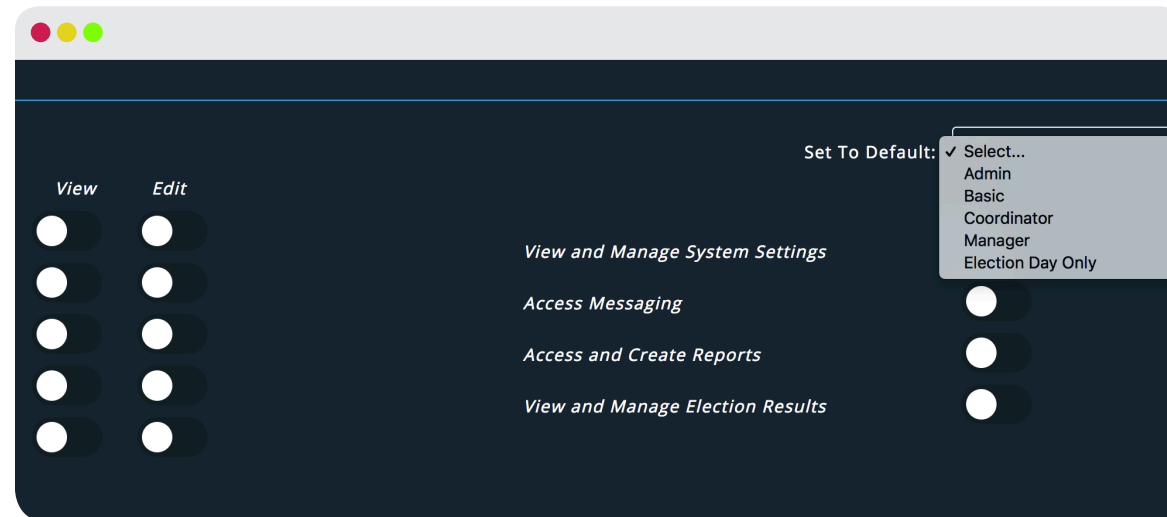 Set To Default:
✓ Select...
Admin
Basic
Coordinator
Manager
Election Day Only
View Edit
View and Manage System Settings
Access Messaging
Access and Create Reports
View and Manage Election Results